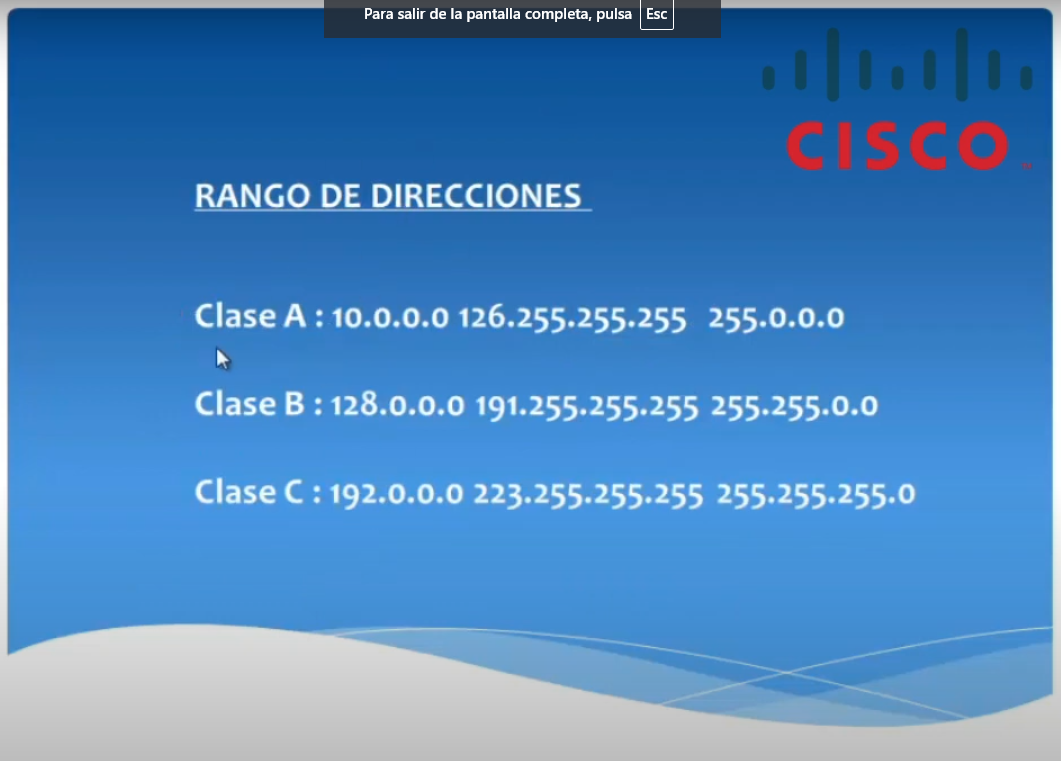 Para salir de la pantalla completa, pulsa Esc
CISCO
RANGO DE DIRECCIONES
Clase A : 10.0.0.0 126.255.255.255 255.0.0.0
Clase B : 128.0.0.0 191.255.255.255 255.255.0.0
Clase C : 192.0.0.0 223.255.255.255 255.255.255.0